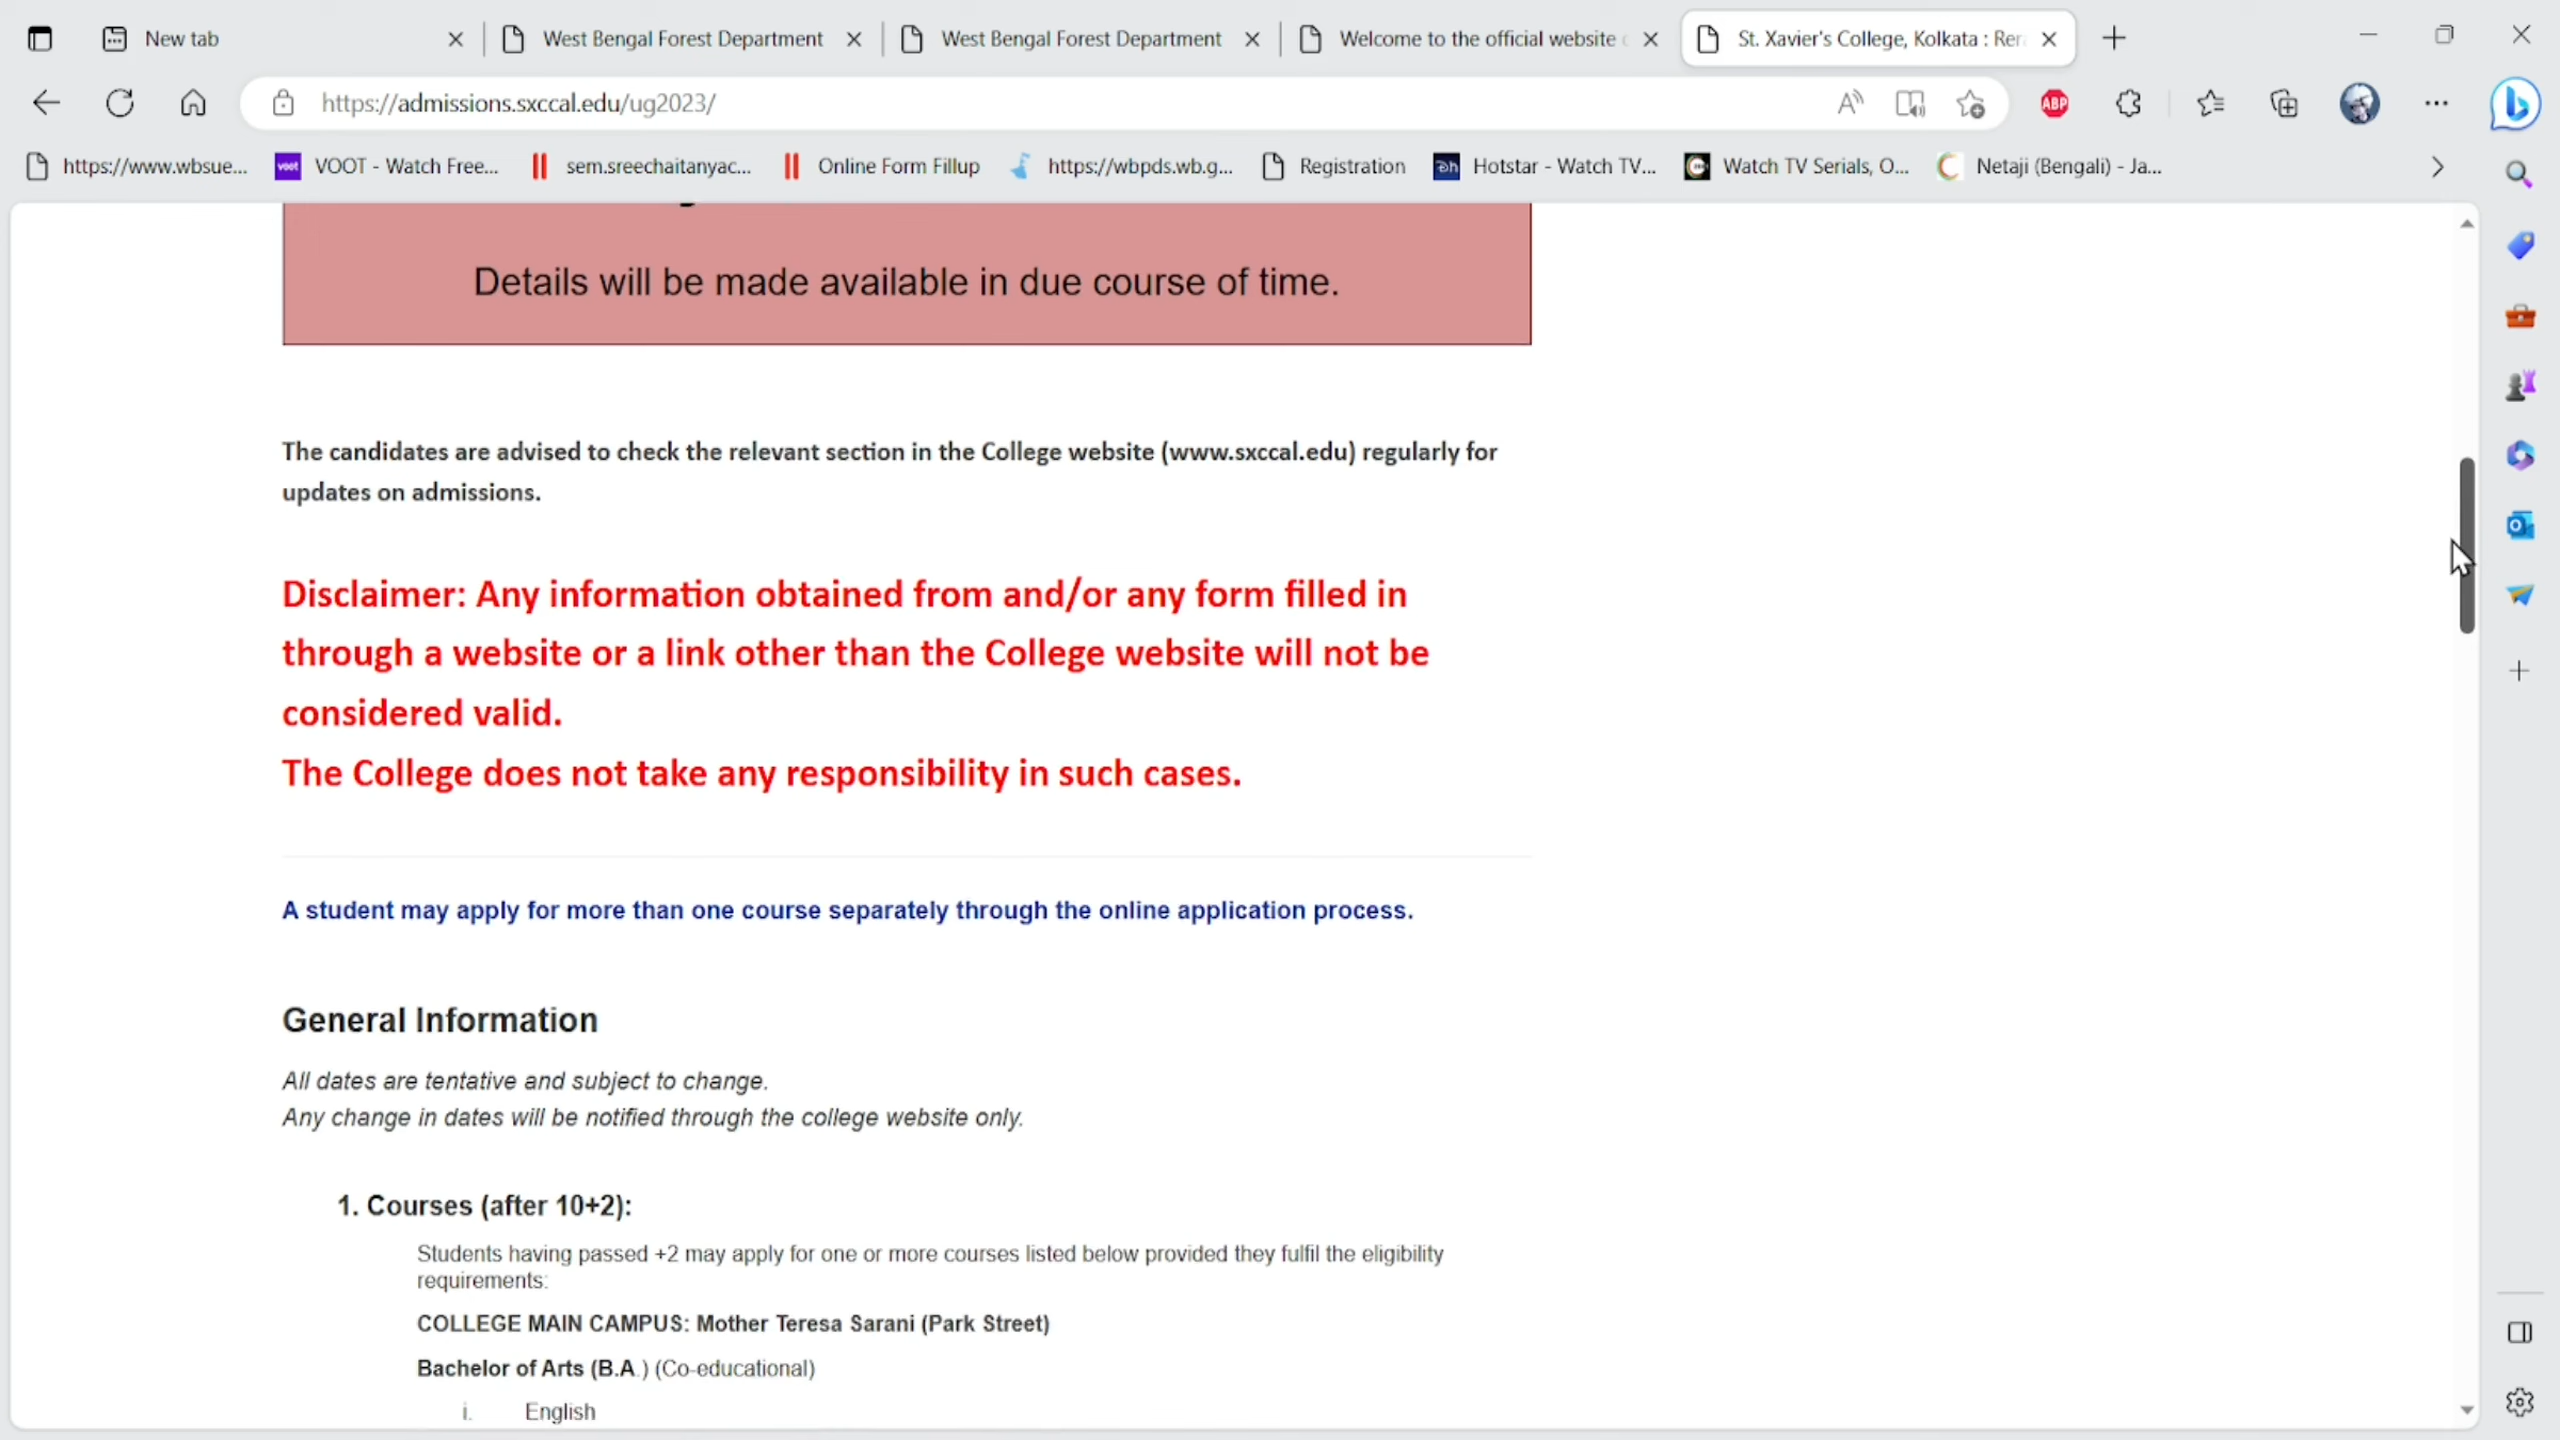 New tab
West Bengal Forest Department
West Bengal Forest Department
Welcome to the official website
St. Xavier's College, Kolkata : Rer
https://admissions.sxccal.edu/ug2023/
ABP
https://www.wbsue...
voot
VOOT - Watch Free...
sem.sreechaitanyac...
Online Form Fillup
https://wbpds.wb.g...
Registration
Hotstar - Watch TV...
Watch TV Serials, O...
Netaji (Bengali) - Ja...
Details will be made available in due course of time.
The candidates are advised to check the relevant section in the College website (www.sxccal.edu) regularly for
updates on admissions.
Disclaimer: Any information obtained from and/or any form filled in
through a website or a link other than the College website will not be
considered valid.
The College does not take any responsibility in such cases.
A student may apply for more than one course separately through the online application process.
General Information
All dates are tentative and subject to change.
Any change in dates will be notified through the college website only.
1. Courses (after 10+2):
Students having passed +2 may apply for one or more courses listed below provided they fulfil the eligibility
requirements:
COLLEGE MAIN CAMPUS: Mother Teresa Sarani (Park Street)
Bachelor of Arts (B.A.) (Co-educational)
i. English